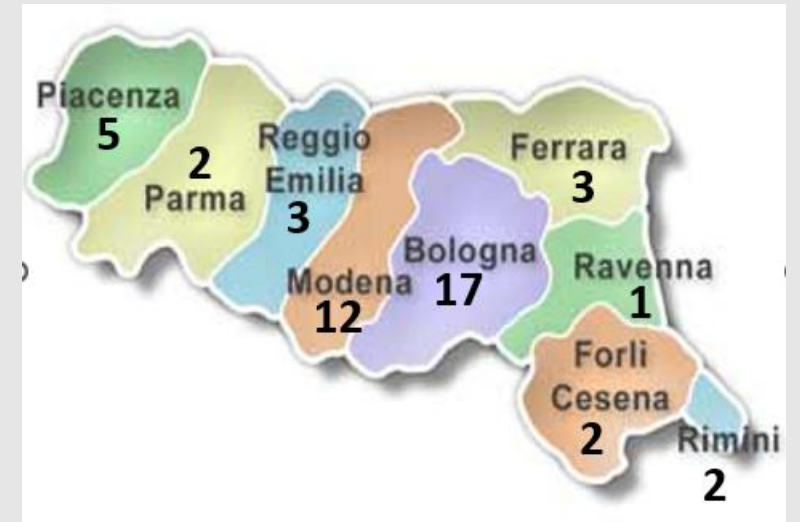 Piacenza
5
2
Parma
Reggio
Emilia
3
Modena
12
Bologna
17
Ferrara
3
Ravenna
1
Forli
Cesena
2
Rimini
2